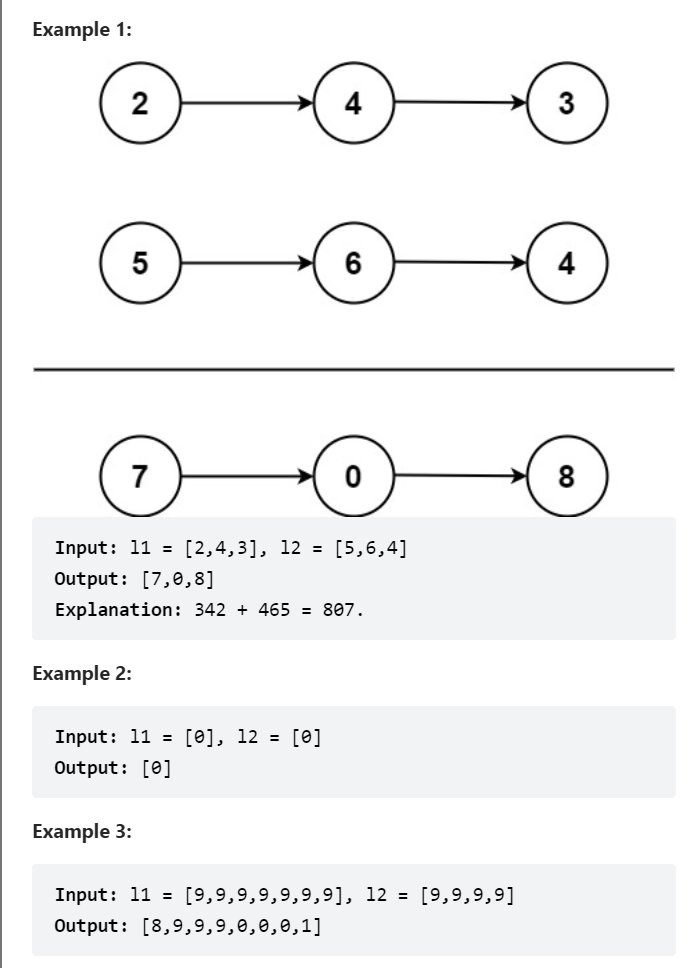 Example 1:
2 4 3
5 6 4
7 0 8
Input: l1 = [2,4,3], l2 = [5,6,4]
Output: [7,0,8]
Explanation: 342 + 465 = 807.
Example 2:
Input: l1 = [0], l2 = [0]
Output: [0]
Example 3:
Input: l1 = [9,9,9,9,9,9,9], l2 = [9,9,9,9]
Output: [8,9,9,9,0,0,0,1]